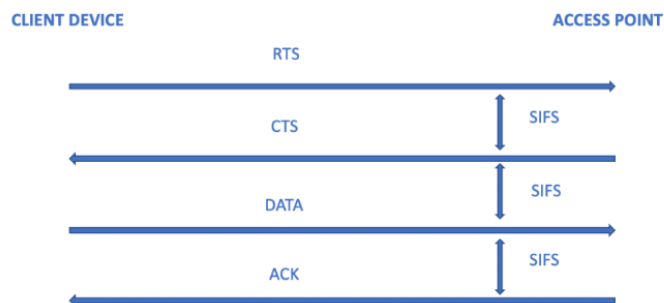 CLIENT DEVICE
ACCESS POINT
RTS
SIFS
CTS
SIFS
DATA
SIFS
ACK